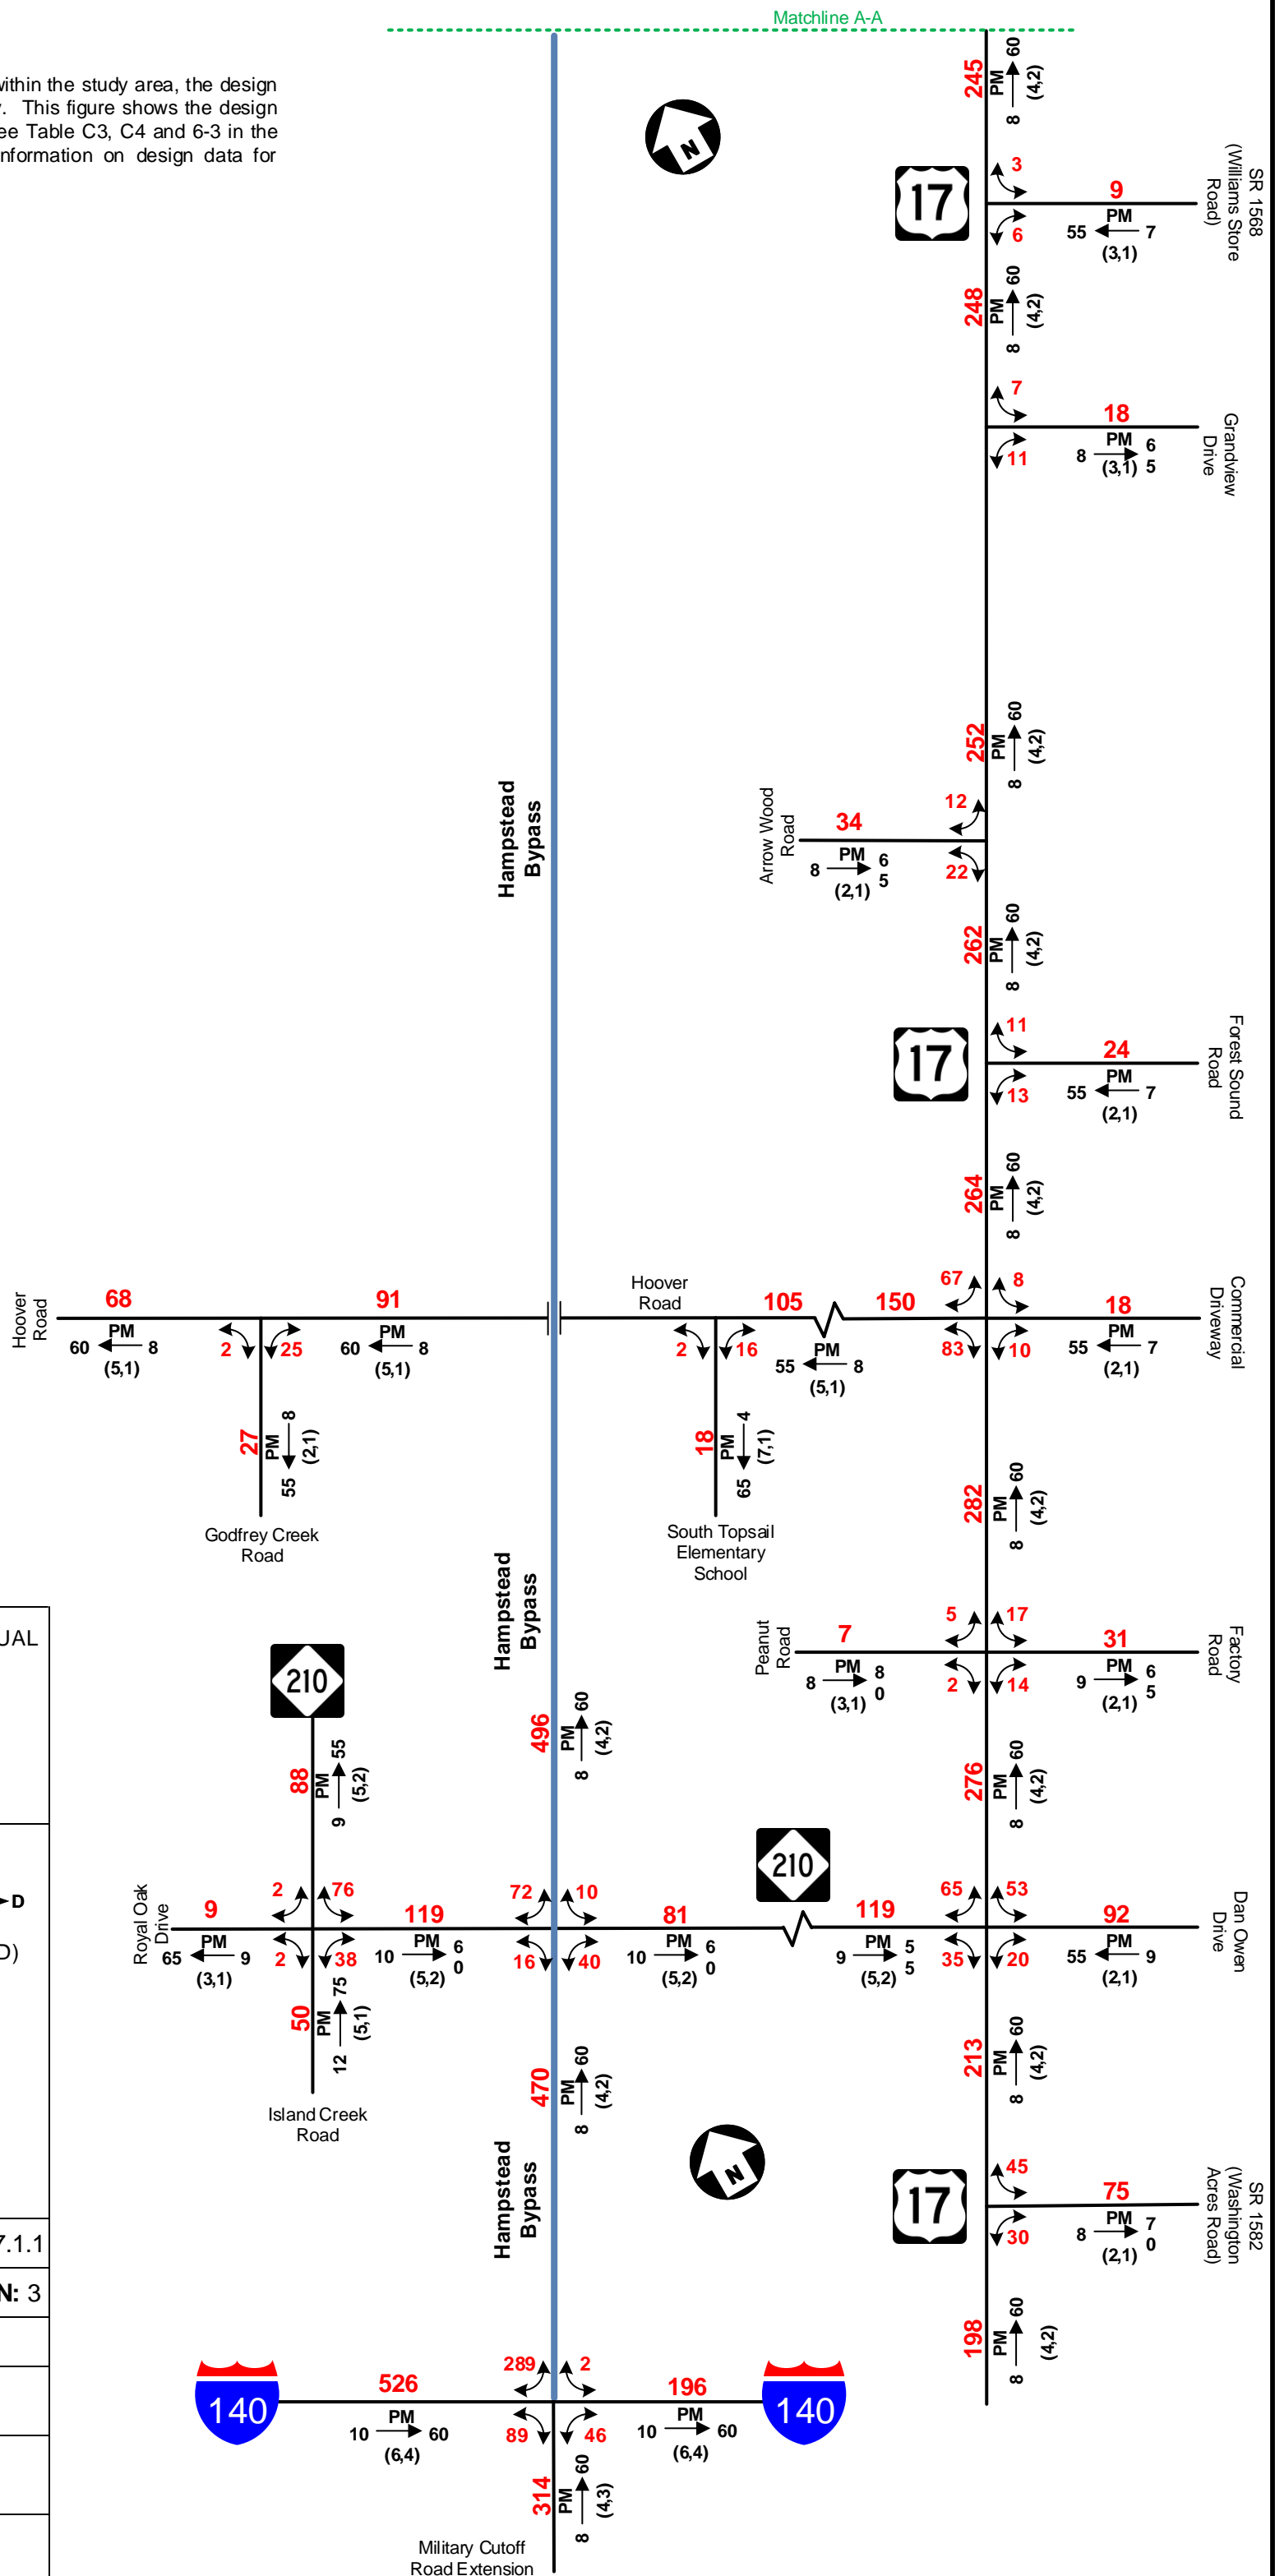 Matchline A-A
within the study area, the design
This figure shows the design
ee Table C3, C4 and 6-3 in the
nformation on design data for
N
245
PM
8 60
(4,2)
SR 1568
(Williams Store
Road)
17
3
9
6
PM
55 7
(3,1)
248
PM
8 60
(4,2)
7
18
11
PM
8 6
5
(3,1)
Grandview
Drive
252
PM
8 60
(4,2)
Hampstead
Bypass
Arrow Wood
Road
34
12
22
PM
8 6
5
(2,1)
262
PM
8 60
(4,2)
17
11
24
13
PM
55 7
(2,1)
Forest Sound
Road
264
PM
8 60
(4,2)
Hoover
Road
68
PM
60 8
(5,1)
2
25
91
PM
60 8
(5,1)
Hoover
Road
105
150
2
16
PM
55 8
(5,1)
67
8
83
10
18
PM
55 7
(2,1)
Commercial
Driveway
27
PM
8 55
(2,1)
Godfrey Creek
Road
18
PM
4 65
(7,1)
South Topsail
Elementary
School
282
PM
8 60
(4,2)
Hampstead
Bypass
Peanut
Road
7
PM
8 8
0
(3,1)
5
17
2
14
31
PM
9 6
5
(2,1)
Factory
Road
UAL
210
88
PM
9 55
(5,2)
496
PM
8 60
(4,2)
276
PM
8 60
(4,2)
210
D
D)
Royal Oak
Drive
9
PM
65 9
(3,1)
2
76
2
38
119
PM
10 6
0
(5,2)
72
10
16
40
81
PM
10 6
0
(5,2)
119
PM
9 5
5
(5,2)
65
53
35
20
92
PM
55 9
(2,1)
Dan Owen
Drive
50
PM
12 75
(5,1)
Island Creek
Road
470
PM
8 60
(4,2)
213
PM
8 60
(4,2)
Hampstead
Bypass
N
17
45
75
30
PM
8 7
0
(2,1)
SR 1582
(Washington
Acres Road)
7.1.1
N: 3
198
PM
8 60
(4,2)
140
526
PM
10 60
(6,4)
289
2
89
46
196
PM
10 60
(6,4)
140
314
PM
8 60
(4,3)
Military Cutoff
Road Extension